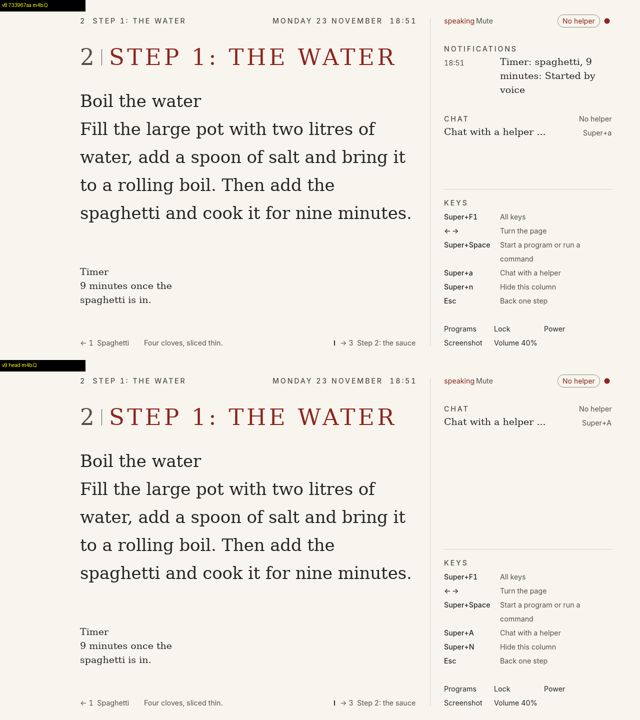 v8 733967aa m4b:Q
2 STEP 1: THE WATER
MONDAY 23 NOVEMBER 18:51
2 STEP 1: THE WATER
Boil the water
Fill the large pot with two litres of
water, add a spoon of salt and bring it
to a rolling boil. Then add the
spaghetti and cook it for nine minutes.
Timer
9 minutes once the
spaghetti is in.
← 1 Spaghetti Four cloves, sliced thin.
→ 3 Step 2: the sauce
speaking Mute No helper
NOTIFICATIONS
18:51 Timer: spaghetti, 9
minutes: Started by
voice
CHAT No helper
Chat with a helper ... Super+a
KEYS
Super+F1 All keys
← → Turn the page
Super+Space Start a program or run a
command
Super+a Chat with a helper
Super+n Hide this column
Esc Back one step
Programs Lock Power
Screenshot Volume 40%
v9 head m4b:Q
2 STEP 1: THE WATER
MONDAY 23 NOVEMBER 18:51
2 STEP 1: THE WATER
Boil the water
Fill the large pot with two litres of
water, add a spoon of salt and bring it
to a rolling boil. Then add the
spaghetti and cook it for nine minutes.
Timer
9 minutes once the
spaghetti is in.
← 1 Spaghetti Four cloves, sliced thin.
→ 3 Step 2: the sauce
speaking Mute No helper
CHAT No helper
Chat with a helper ... Super+A
KEYS
Super+F1 All keys
← → Turn the page
Super+Space Start a program or run a
command
Super+A Chat with a helper
Super+N Hide this column
Esc Back one step
Programs Lock Power
Screenshot Volume 40%